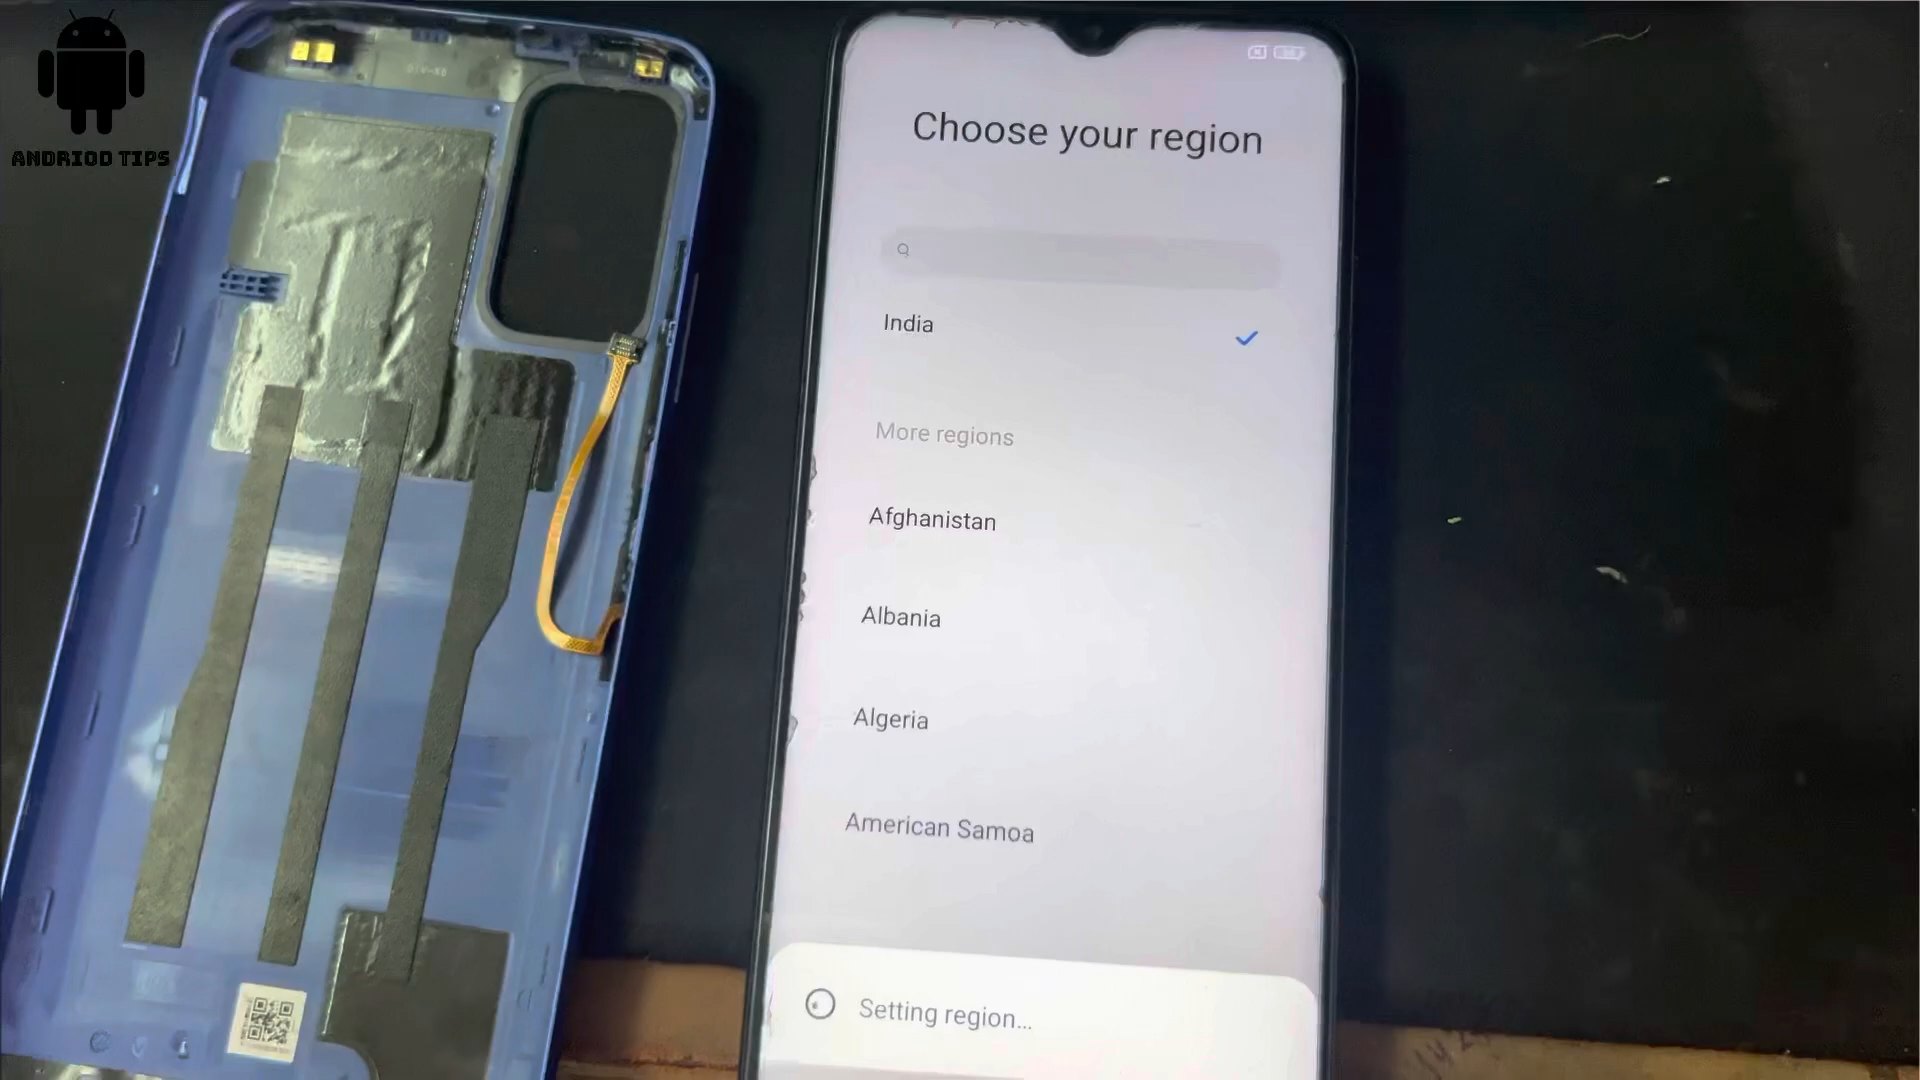 ANDRIOD TIPS
Choose your region
India
More regions
Afghanistan
Albania
Algeria
American Samoa
Setting region...